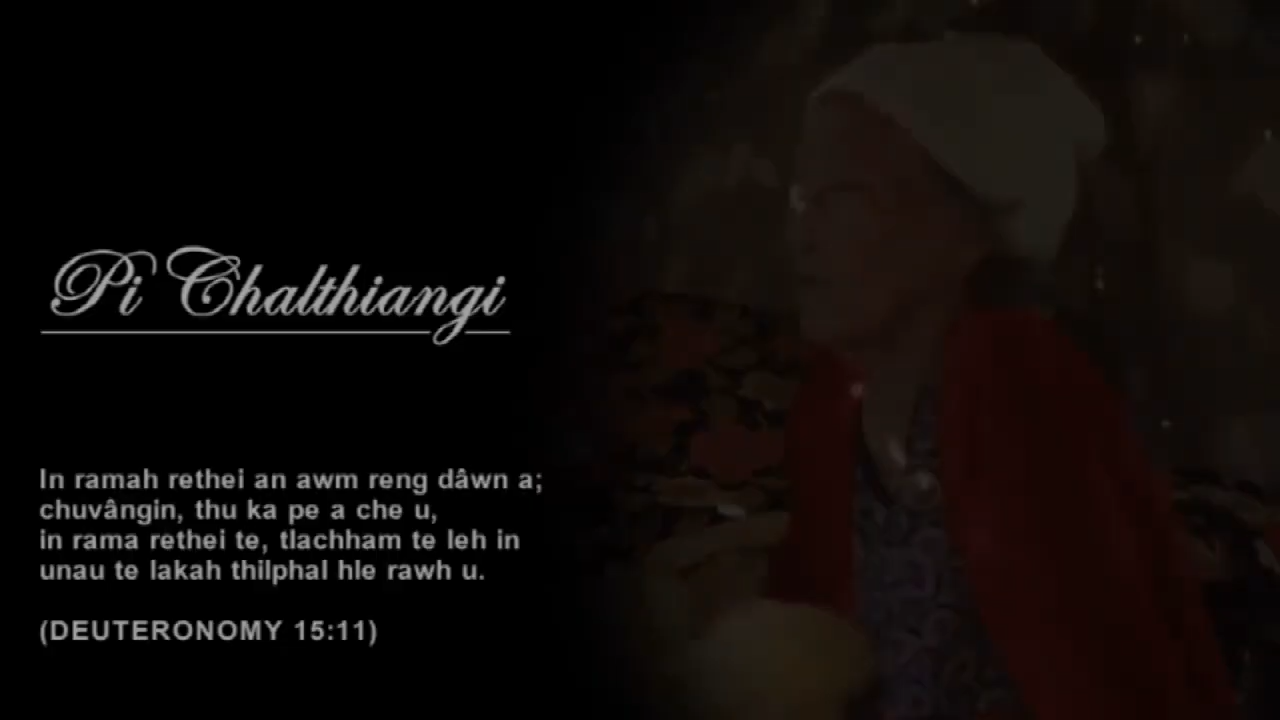 Pi Chalthiangi
In ramah rethei an awm reng dâwn a;
chuvângin, thu ka pe a che u,
in rama rethei te, tlachham te leh in
unau te lakah thilphal hle rawh u.
(DEUTERONOMY 15:11)